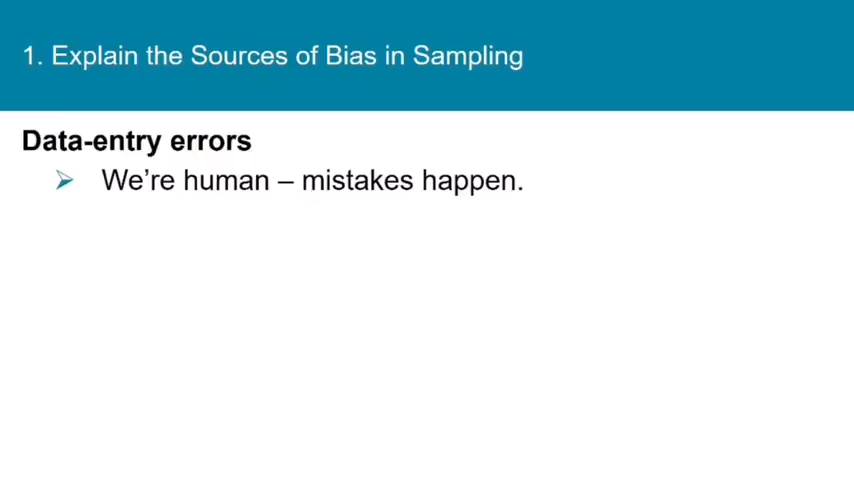 1. Explain the Sources of Bias in Sampling
Data-entry errors
We’re human – mistakes happen.